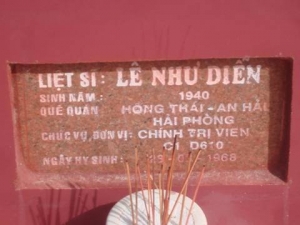 LIỆT SĨ: LÊ NHƯ DIỄN
SINH NĂM: 1940
QUÊ QUÁN: HỒNG THÁI - AN HẢI
HẢI PHÒNG
CHỨC VỤ, ĐƠN VỊ: CHÍNH TRỊ VIÊN
C1 D610
NGÀY HY SINH: